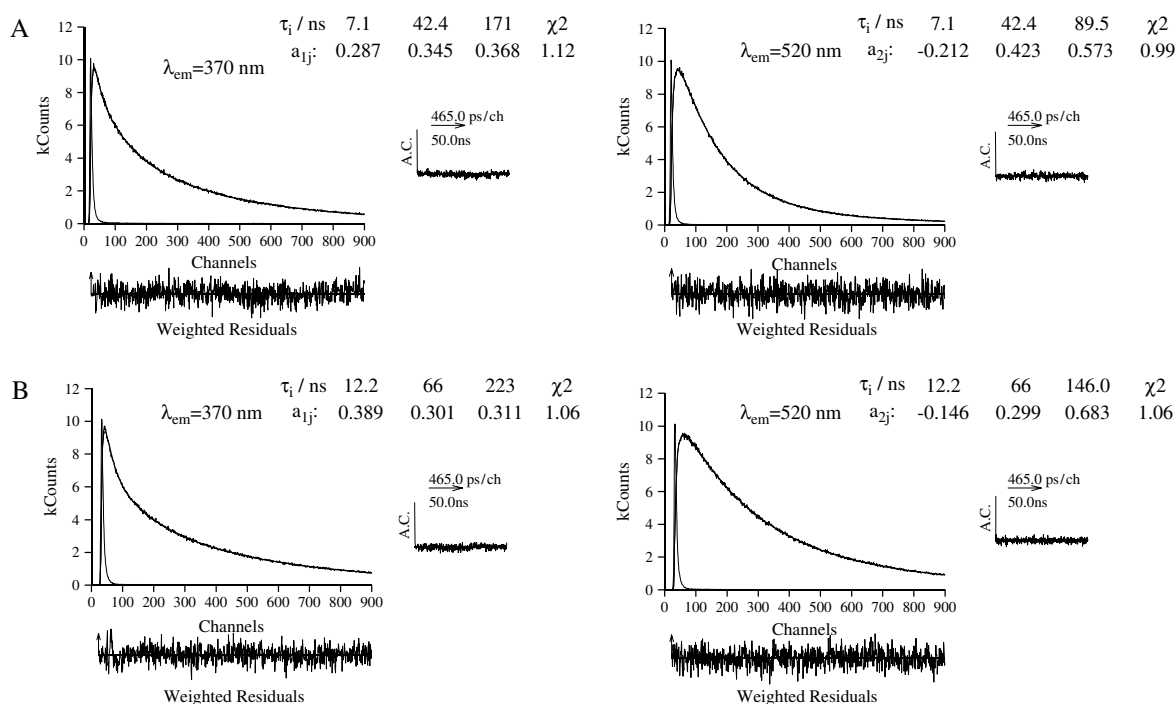 A
τi / ns 7.1 42.4 171 χ2
a1j: 0.287 0.345 0.368 1.12
λem=370 nm
kCounts
12
10
8
6
4
2
0
0 100 200 300 400 500 600 700 800 900
Channels
465.0 ps/ch
50.0ns
A.C.
Weighted Residuals
τi / ns 7.1 42.4 89.5 χ2
a2j: -0.212 0.423 0.573 0.99
λem=520 nm
kCounts
12
10
8
6
4
2
0
0 100 200 300 400 500 600 700 800 900
Channels
465.0 ps/ch
50.0ns
A.C.
Weighted Residuals
B
τi / ns 12.2 66 223 χ2
a1j: 0.389 0.301 0.311 1.06
λem=370 nm
kCounts
12
10
8
6
4
2
0
0 100 200 300 400 500 600 700 800 900
Channels
465.0 ps/ch
50.0ns
A.C.
Weighted Residuals
τi / ns 12.2 66 146.0 χ2
a2j: -0.146 0.299 0.683 1.06
λem=520 nm
kCounts
12
10
8
6
4
2
0
0 100 200 300 400 500 600 700 800 900
Channels
465.0 ps/ch
50.0ns
A.C.
Weighted Residuals